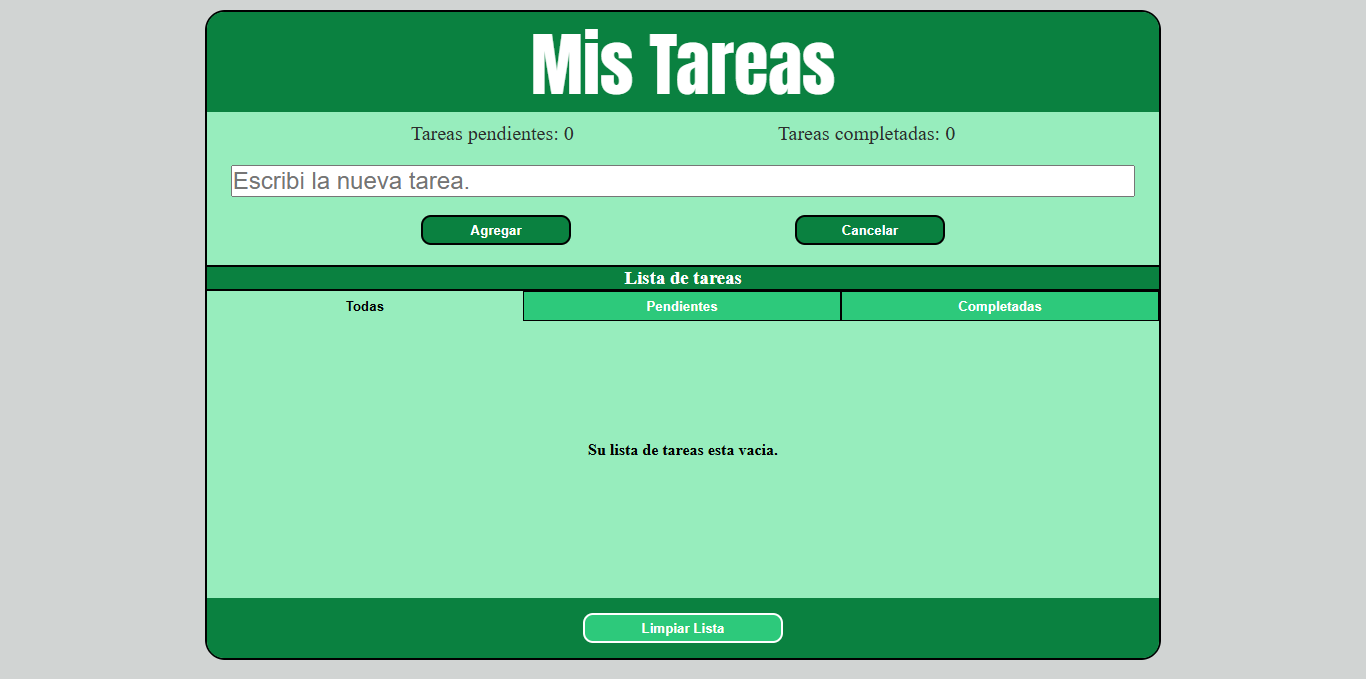 Mis Tareas
Tareas pendientes: 0 Tareas completadas: 0
Escribi la nueva tarea.
Agregar Cancelar
Lista de tareas
Todas Pendientes Completadas
Su lista de tareas esta vacia.
Limpiar Lista